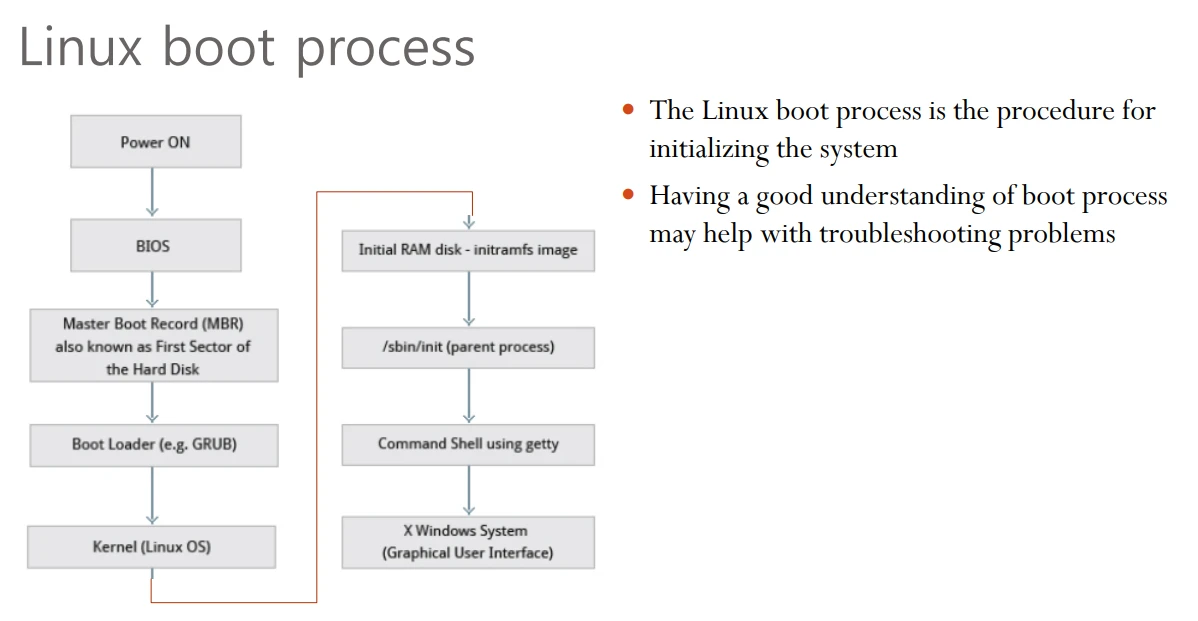 Linux boot process
Power ON
BIOS
Master Boot Record (MBR)
also known as First Sector of
the Hard Disk
Boot Loader (e.g. GRUB)
Kernel (Linux OS)
Initial RAM disk - initramfs image
/sbin/init (parent process)
Command Shell using getty
X Windows System
(Graphical User Interface)
• The Linux boot process is the procedure for
initializing the system
• Having a good understanding of boot process
may help with troubleshooting problems